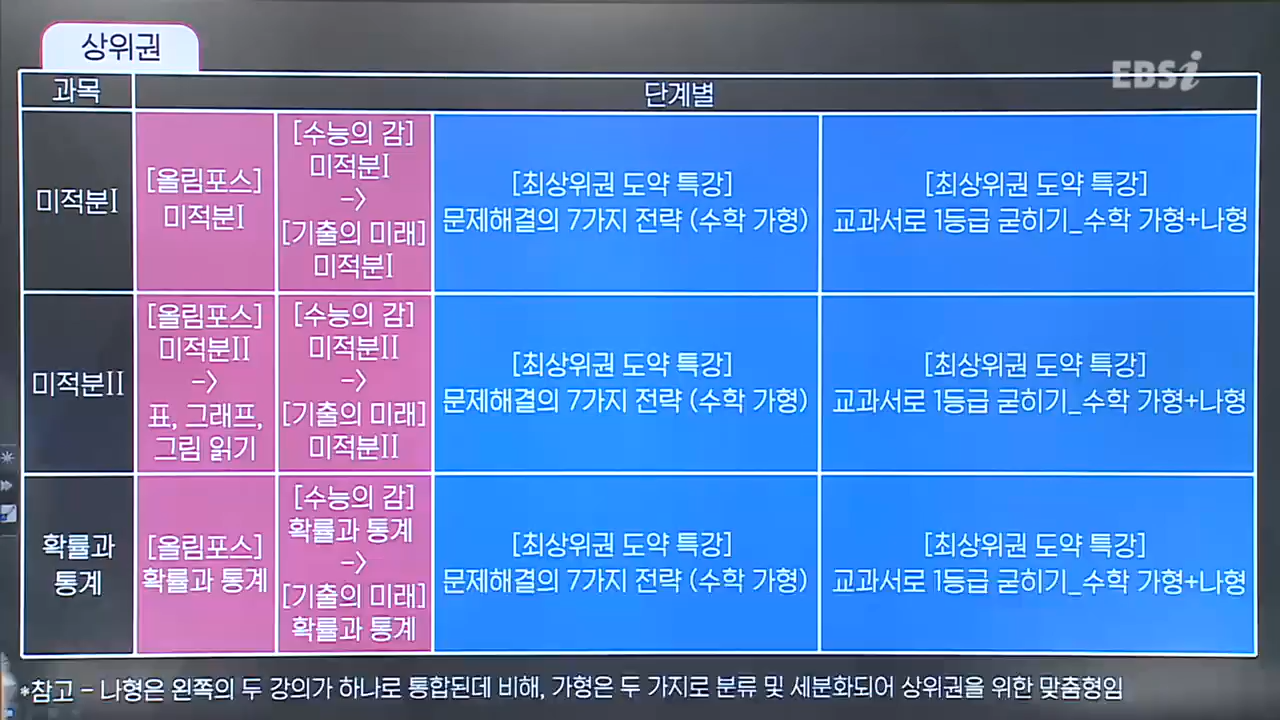 상위권
EBSi
과목
단계별
미적분Ⅰ
[올림포스]
미적분Ⅰ
[수능의 감]
미적분Ⅰ
->
[기출의 미래]
미적분Ⅰ
[최상위권 도약 특강]
문제해결의 7가지 전략 (수학 가형)
[최상위권 도약 특강]
교과서로 1등급 굳히기_수학 가형+나형
미적분II
[올림포스]
미적분II
->
표, 그래프,
그림 읽기
[수능의 감]
미적분II
->
[기출의 미래]
미적분II
[최상위권 도약 특강]
문제해결의 7가지 전략 (수학 가형)
[최상위권 도약 특강]
교과서로 1등급 굳히기_수학 가형+나형
확률과
통계
[올림포스]
확률과 통계
[수능의 감]
확률과 통계
->
[기출의 미래]
확률과 통계
[최상위권 도약 특강]
문제해결의 7가지 전략 (수학 가형)
[최상위권 도약 특강]
교과서로 1등급 굳히기_수학 가형+나형
*참고 - 나형은 왼쪽의 두 강의가 하나로 통합된데 비해, 가형은 두 가지로 분류 및 세분화되어 상위권을 위한 맞춤형임